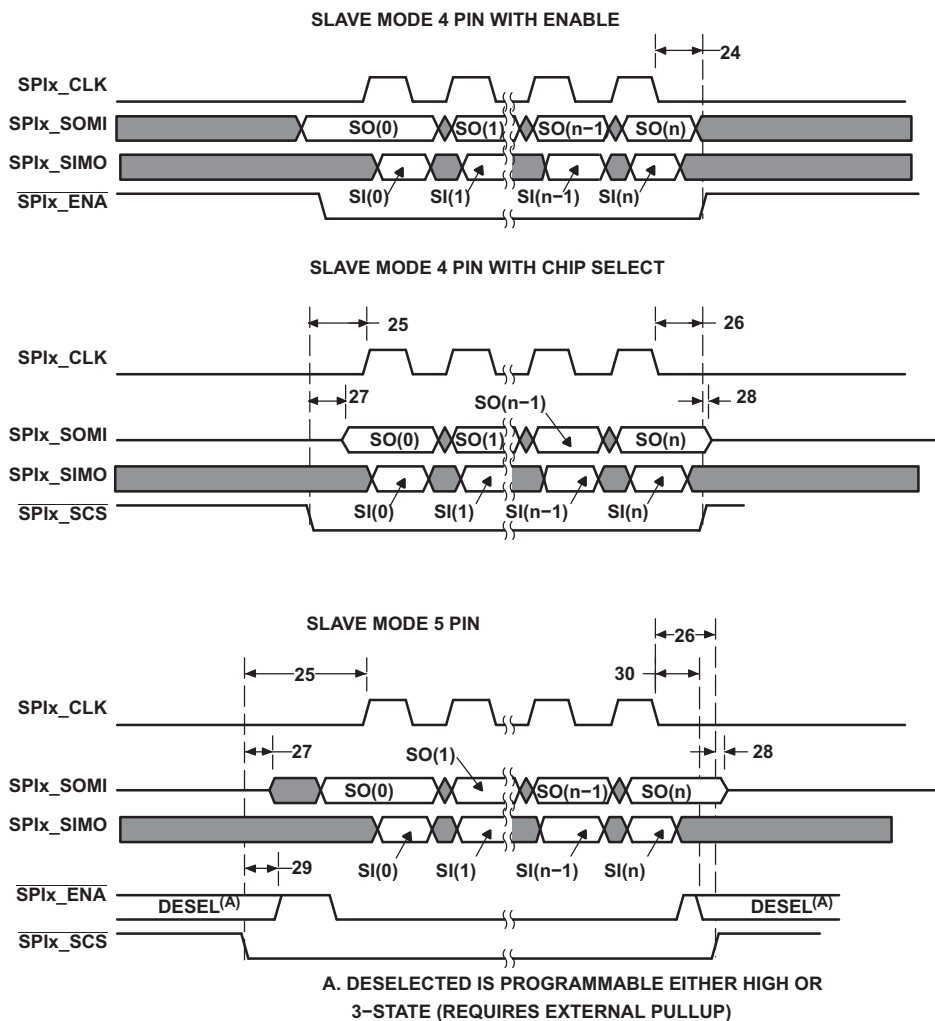 SLAVE MODE 4 PIN WITH ENABLE
24
SPIx_CLK
SPIx_SOMI
SO(0)
SO(1)
SO(n−1
SO(n)
SPIx_SIMO
SI(0)
SI(1)
SI(n−1)
SI(n)
SPIx_ENA
SLAVE MODE 4 PIN WITH CHIP SELECT
25
26
SPIx_CLK
27
SO(n−1)
28
SPIx_SOMI
SO(0)
SO(1)
SO(n)
SPIx_SIMO
SI(0)
SI(1)
SI(n−1)
SI(n)
SPIx_SCS
SLAVE MODE 5 PIN
26
25
30
SPIx_CLK
27
SO(1)
28
SPIx_SOMI
SO(0)
SO(n−1)
SO(n)
SPIx_SIMO
29
SI(0)
SI(1)
SI(n−1)
SI(n)
SPIx_ENA
DESEL(A)
DESEL(A)
SPIx_SCS
A. DESELECTED IS PROGRAMMABLE EITHER HIGH OR
3−STATE (REQUIRES EXTERNAL PULLUP)